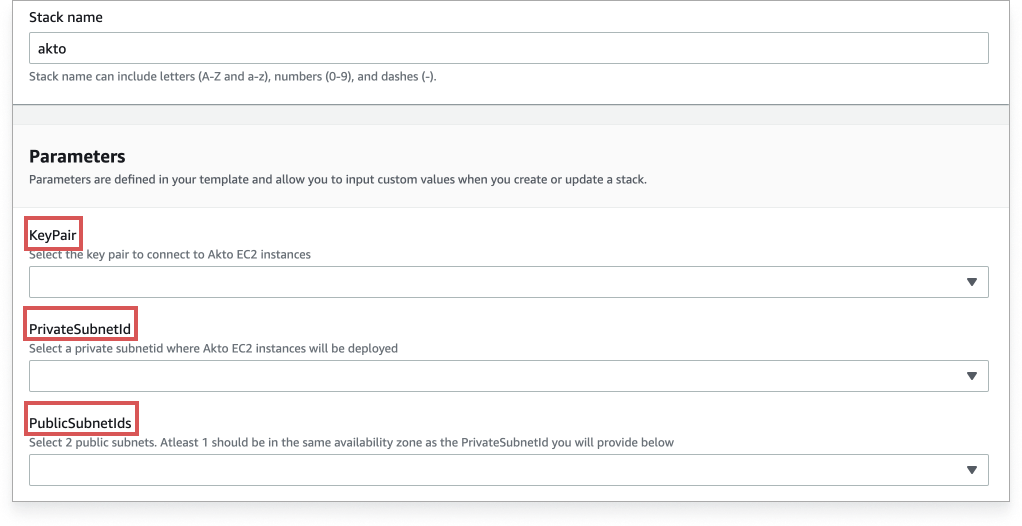 Stack name
akto
Stack name can include letters (A-Z and a-z), numbers (0-9), and dashes (-).
Parameters
Parameters are defined in your template and allow you to input custom values when you create or update a stack.
KeyPair
Select the key pair to connect to Akto EC2 instances
PrivateSubnetId
Select a private subnetid where Akto EC2 instances will be deployed
PublicSubnetIds
Select 2 public subnets. Atleast 1 should be in the same availability zone as the PrivateSubnetId you will provide below